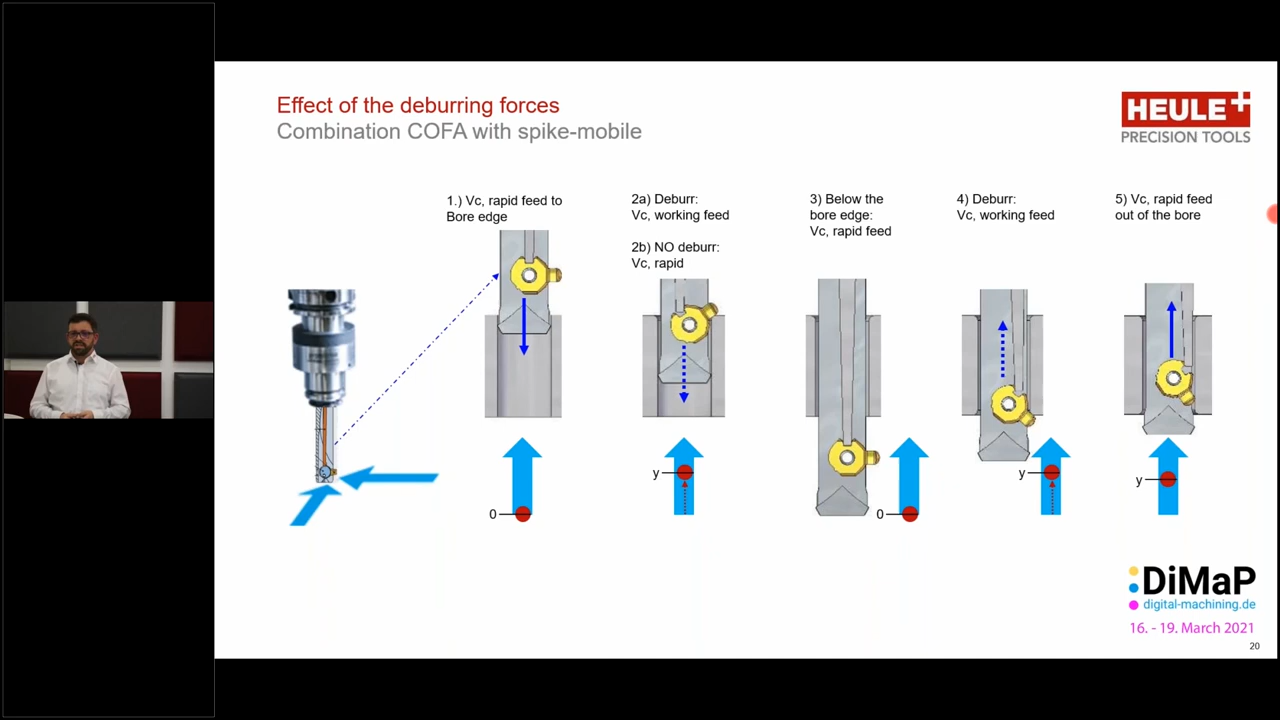 Effect of the deburring forces
Combination COFA with spike-mobile
HEULE+
PRECISION TOOLS
1.) Vc, rapid feed to
Bore edge
2a) Deburr:
Vc, working feed
2b) NO deburr:
Vc, rapid
3) Below the
bore edge:
Vc, rapid feed
4) Deburr:
Vc, working feed
5) Vc, rapid feed
out of the bore
0
y
0
y
y
DiMaP
digital-machining.de
16. - 19. March 2021
20